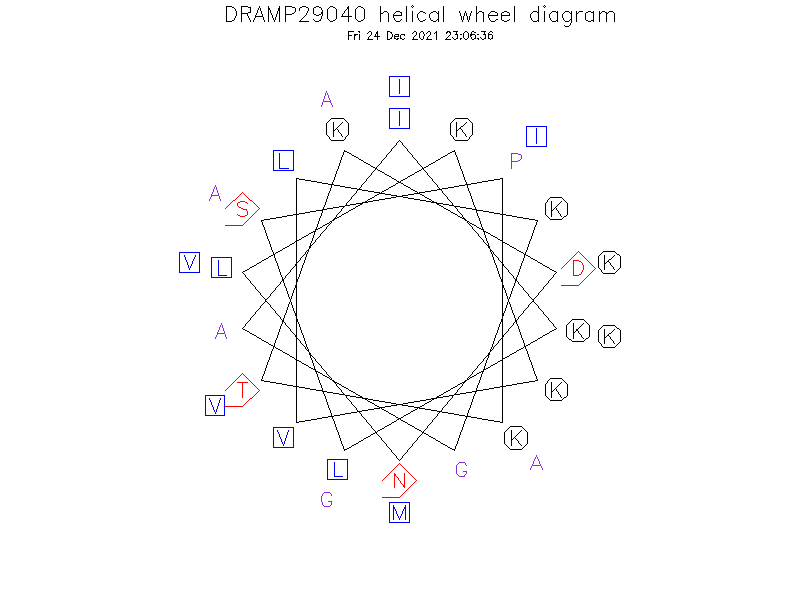 DRAMP29040 helical wheel diagram
Fri 24 Dec 2021 23:06:36
I
A
I
K
K
I
L
P
A
S
K
V
L
D
K
A
K
K
V
T
K
V
K
A
L
G
G
N
M